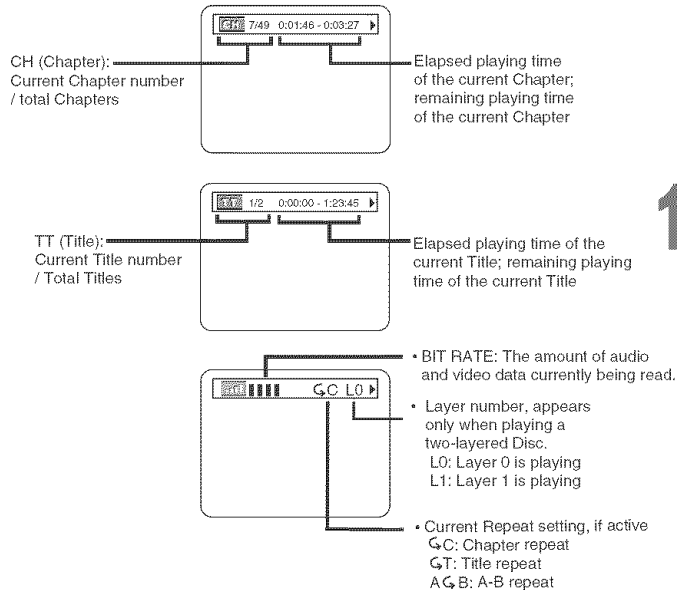 CH 7/49 0:01:46 - 0:03:27
CH (Chapter):
Current Chapter number
/ total Chapters
Elapsed playing time
of the current Chapter;
remaining playing time
of the current Chapter
TT 1/2 0:00:00 - 1:23:45
TT (Title):
Current Title number
/ Total Titles
Elapsed playing time of the
current Title; remaining playing
time of the current Title
1
C L0
• BIT RATE: The amount of audio
and video data currently being read.
• Layer number, appears
only when playing a
two-layered Disc.
L0: Layer 0 is playing
L1: Layer 1 is playing
• Current Repeat setting, if active
C: Chapter repeat
T: Title repeat
A B: A-B repeat